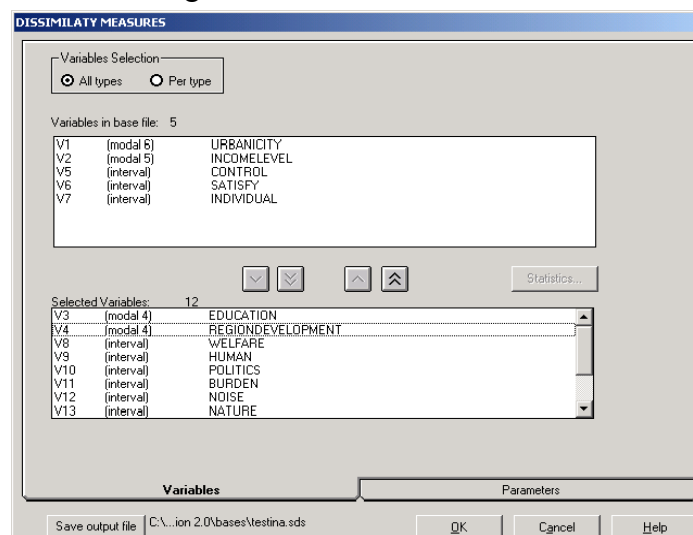 DISSIMILATY MEASURES
Variables Selection
All types Per type
Variables in base file: 5
V1 (modal 6) URBANICITY
V2 (modal 5) INCOMELEVEL
V5 (interval) CONTROL
V6 (interval) SATISFY
V7 (interval) INDIVIDUAL
Statistics...
Selected Variables: 12
V3 (modal 4) EDUCATION
V4 (modal 4) REGIONDEVELOPMENT
V8 (interval) WELFARE
V9 (interval) HUMAN
V10 (interval) POLITICS
V11 (interval) BURDEN
V12 (interval) NOISE
V13 (interval) NATURE
Variables Parameters
Save output file C:\...ion 2.0\bases\testina.sds OK Cancel Help